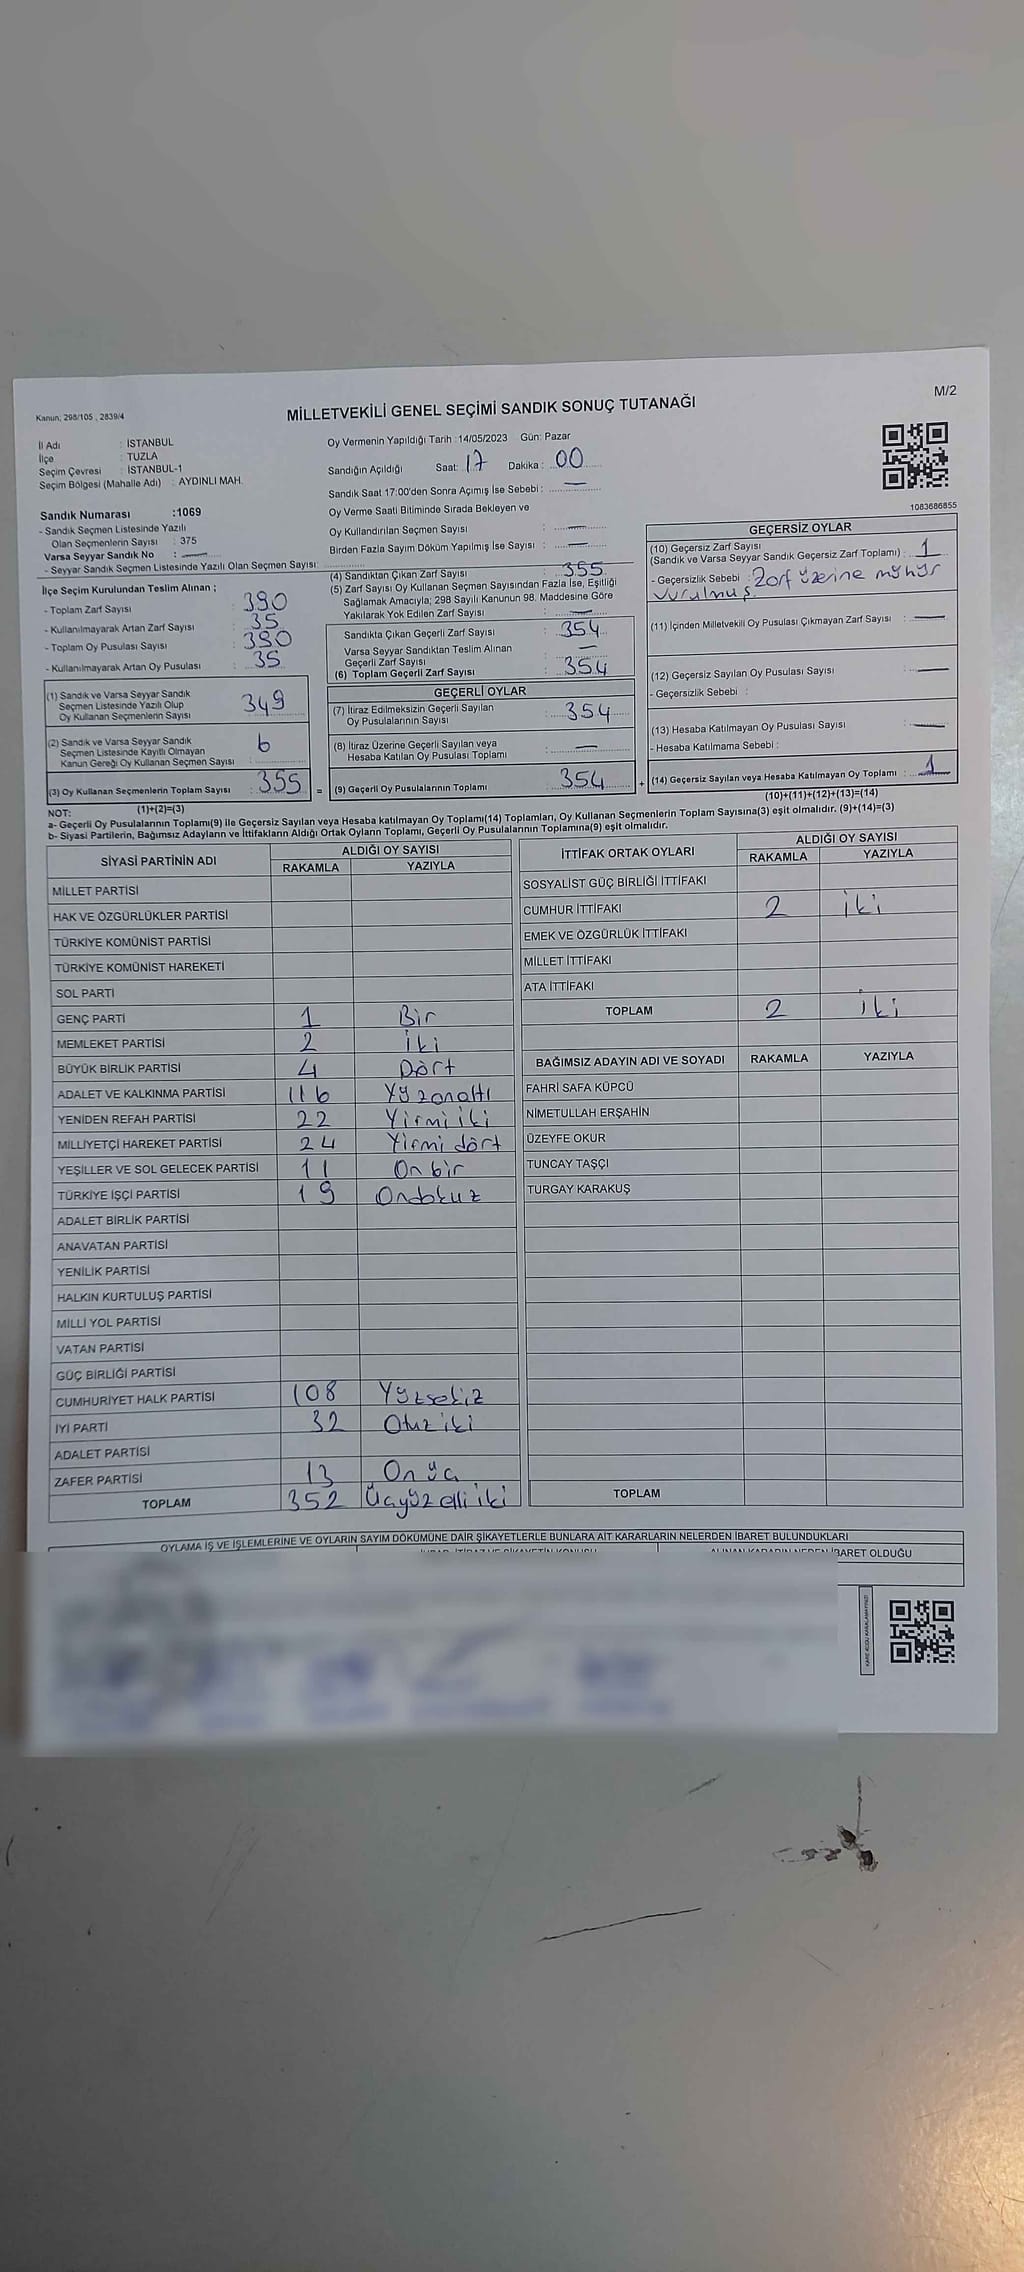 M/2
Kanun, 298/105 , 2839/4
MİLLETVEKİLİ GENEL SEÇİMİ SANDIK SONUÇ TUTANAĞI
İl Adı : İSTANBUL
İlçe : TUZLA
Seçim Çevresi : İSTANBUL-1
Seçim Bölgesi (Mahalle Adı) : AYDINLI MAH.
Sandık Numarası :1069
- Sandık Seçmen Listesinde Yazılı
Olan Seçmenlerin Sayısı : 375
Varsa Seyyar Sandık No :
- Seyyar Sandık Seçmen Listesinde Yazılı Olan Seçmen Sayısı:
Oy Vermenin Yapıldığı Tarih :14/05/2023 Gün: Pazar
Sandığın Açıldığı Saat: 17 Dakika : 00
Sandık Saat 17:00'den Sonra Açımış İse Sebebi : —
Oy Verme Saati Bitiminde Sırada Bekleyen ve
Oy Kullandırılan Seçmen Sayısı : —
Birden Fazla Sayım Döküm Yapılmış İse Sayısı : —
1083686855
İlçe Seçim Kurulundan Teslim Alınan ;
- Toplam Zarf Sayısı : 390
- Kullanılmayarak Artan Zarf Sayısı : 35
- Toplam Oy Pusulası Sayısı : 390
- Kullanılmayarak Artan Oy Pusulası : 35
(1) Sandık ve Varsa Seyyar Sandık
Seçmen Listesinde Yazılı Olup
Oy Kullanan Seçmenlerin Sayısı : 349
(2) Sandık ve Varsa Seyyar Sandık
Seçmen Listesinde Kayıtlı Olmayan
Kanun Gereği Oy Kullanan Seçmen Sayısı : 6
(3) Oy Kullanan Seçmenlerin Toplam Sayısı : 355 =
(1)+(2)=(3)
(4) Sandıktan Çıkan Zarf Sayısı : 355
(5) Zarf Sayısı Oy Kullanan Seçmen Sayısından Fazla İse, Eşitliği
Sağlamak Amacıyla; 298 Sayılı Kanunun 98. Maddesine Göre
Yakılarak Yok Edilen Zarf Sayısı : —
Sandıkta Çıkan Geçerli Zarf Sayısı : 354
Varsa Seyyar Sandıktan Teslim Alınan
Geçerli Zarf Sayısı : —
(6) Toplam Geçerli Zarf Sayısı : 354
GEÇERLİ OYLAR
(7) İtiraz Edilmeksizin Geçerli Sayılan
Oy Pusulalarının Sayısı : 354
(8) İtiraz Üzerine Geçerli Sayılan veya
Hesaba Katılan Oy Pusulası Toplamı : —
(9) Geçerli Oy Pusulalarının Toplamı : 354 +
GEÇERSİZ OYLAR
(10) Geçersiz Zarf Sayısı
(Sandık ve Varsa Seyyar Sandık Geçersiz Zarf Toplamı) : 1
- Geçersizlik Sebebi : Zarf üzerine mühür
vurulmuş
(11) İçinden Milletvekili Oy Pusulası Çıkmayan Zarf Sayısı : —
(12) Geçersiz Sayılan Oy Pusulası Sayısı : —
- Geçersizlik Sebebi :
(13) Hesaba Katılmayan Oy Pusulası Sayısı : —
- Hesaba Katılmama Sebebi :
(14) Geçersiz Sayılan veya Hesaba Katılmayan Oy Toplamı : 1
(10)+(11)+(12)+(13)=(14)
NOT:
a- Geçerli Oy Pusulalarının Toplamı(9) ile Geçersiz Sayılan veya Hesaba Katılmayan Oy Toplamı(14) Toplamları, Oy Kullanan Seçmenlerin Toplam Sayısına(3) eşit olmalıdır. (9)+(14)=(3)
b- Siyasi Partilerin, Bağımsız Adayların ve İttifakların Aldığı Ortak Oyların Toplamı, Geçerli Oy Pusulalarının Toplamına(9) eşit olmalıdır.
SİYASİ PARTİNİN ADI ALDIĞI OY SAYISI
RAKAMLA YAZIYLA
MİLLET PARTİSİ
HAK VE ÖZGÜRLÜKLER PARTİSİ
TÜRKİYE KOMÜNİST PARTİSİ
TÜRKİYE KOMÜNİST HAREKETİ
SOL PARTİ
GENÇ PARTİ 1 Bir
MEMLEKET PARTİSİ 2 İki
BÜYÜK BİRLİK PARTİSİ 4 Dört
ADALET VE KALKINMA PARTİSİ 116 Yüzonaltı
YENİDEN REFAH PARTİSİ 22 Yirmi iki
MİLLİYETÇİ HAREKET PARTİSİ 24 Yirmi dört
YEŞİLLER VE SOL GELECEK PARTİSİ 11 On bir
TÜRKİYE İŞÇİ PARTİSİ 19 Ondokuz
ADALET BİRLİK PARTİSİ
ANAVATAN PARTİSİ
YENİLİK PARTİSİ
HALKIN KURTULUŞ PARTİSİ
MİLLİ YOL PARTİSİ
VATAN PARTİSİ
GÜÇ BİRLİĞİ PARTİSİ
CUMHURİYET HALK PARTİSİ 108 Yüzsekiz
İYİ PARTİ 32 Otuz iki
ADALET PARTİSİ
ZAFER PARTİSİ 13 On üç
TOPLAM 352 Üçyüz elli iki
İTTİFAK ORTAK OYLARI ALDIĞI OY SAYISI
RAKAMLA YAZIYLA
SOSYALİST GÜÇ BİRLİĞİ İTTİFAKI
CUMHUR İTTİFAKI 2 İki
EMEK VE ÖZGÜRLÜK İTTİFAKI
MİLLET İTTİFAKI
ATA İTTİFAKI
TOPLAM 2 İki
BAĞIMSIZ ADAYIN ADI VE SOYADI RAKAMLA YAZIYLA
FAHRİ SAFA KÜPCÜ
NİMETULLAH ERŞAHİN
ÜZEYFE OKUR
TUNCAY TAŞÇI
TURGAY KARAKUŞ
TOPLAM
OYLAMA İŞ VE İŞLEMLERİNE VE OYLARIN SAYIM DÖKÜMÜNE DAİR ŞİKAYETLERLE BUNLARA AİT KARARLARIN NELERDEN İBARET BULUNDUKLARI
İBARET OLDUĞU